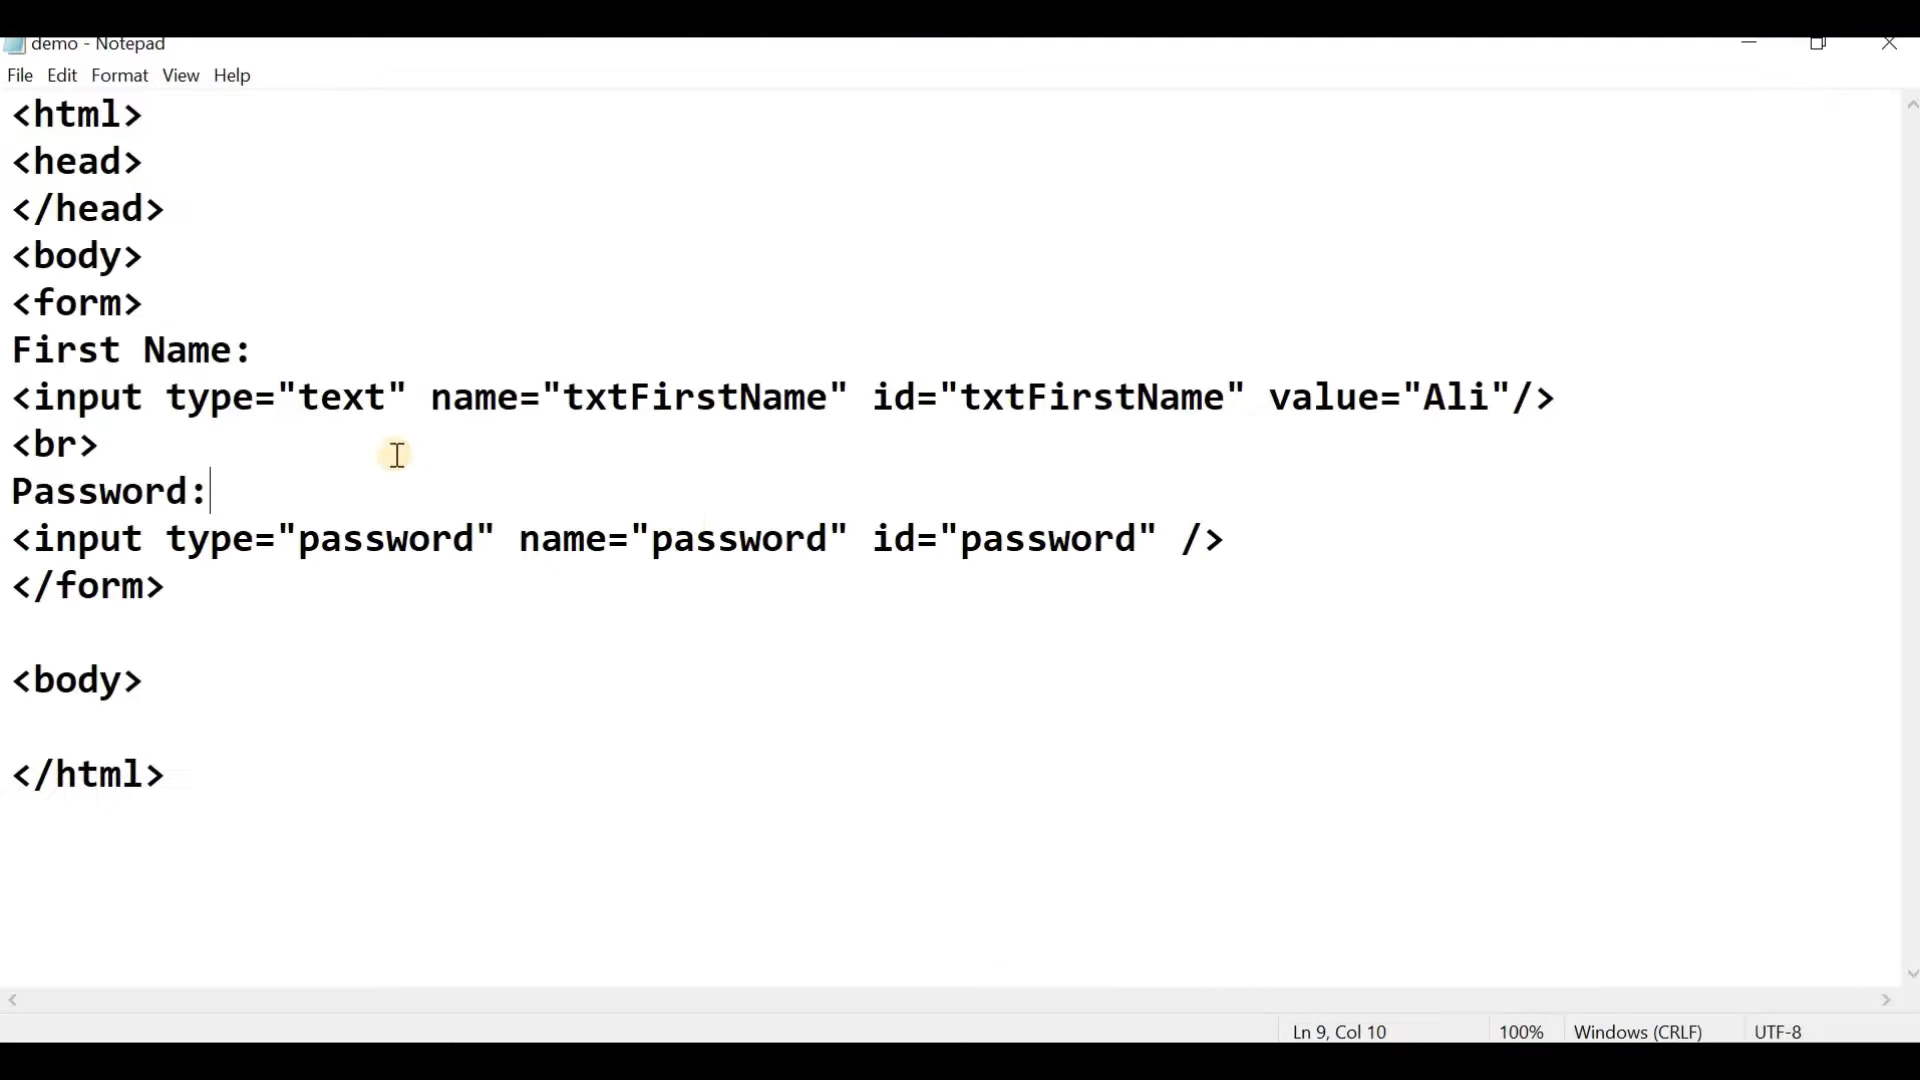 demo - Notepad
File Edit Format View Help
<html>
<head>
</head>
<body>
<form>
First Name:
<input type="text" name="txtFirstName" id="txtFirstName" value="Ali"/>
<br>
Password:
<input type="password" name="password" id="password" />
</form>
<body>
</html>
Ln 9, Col 10 100% Windows (CRLF) UTF-8